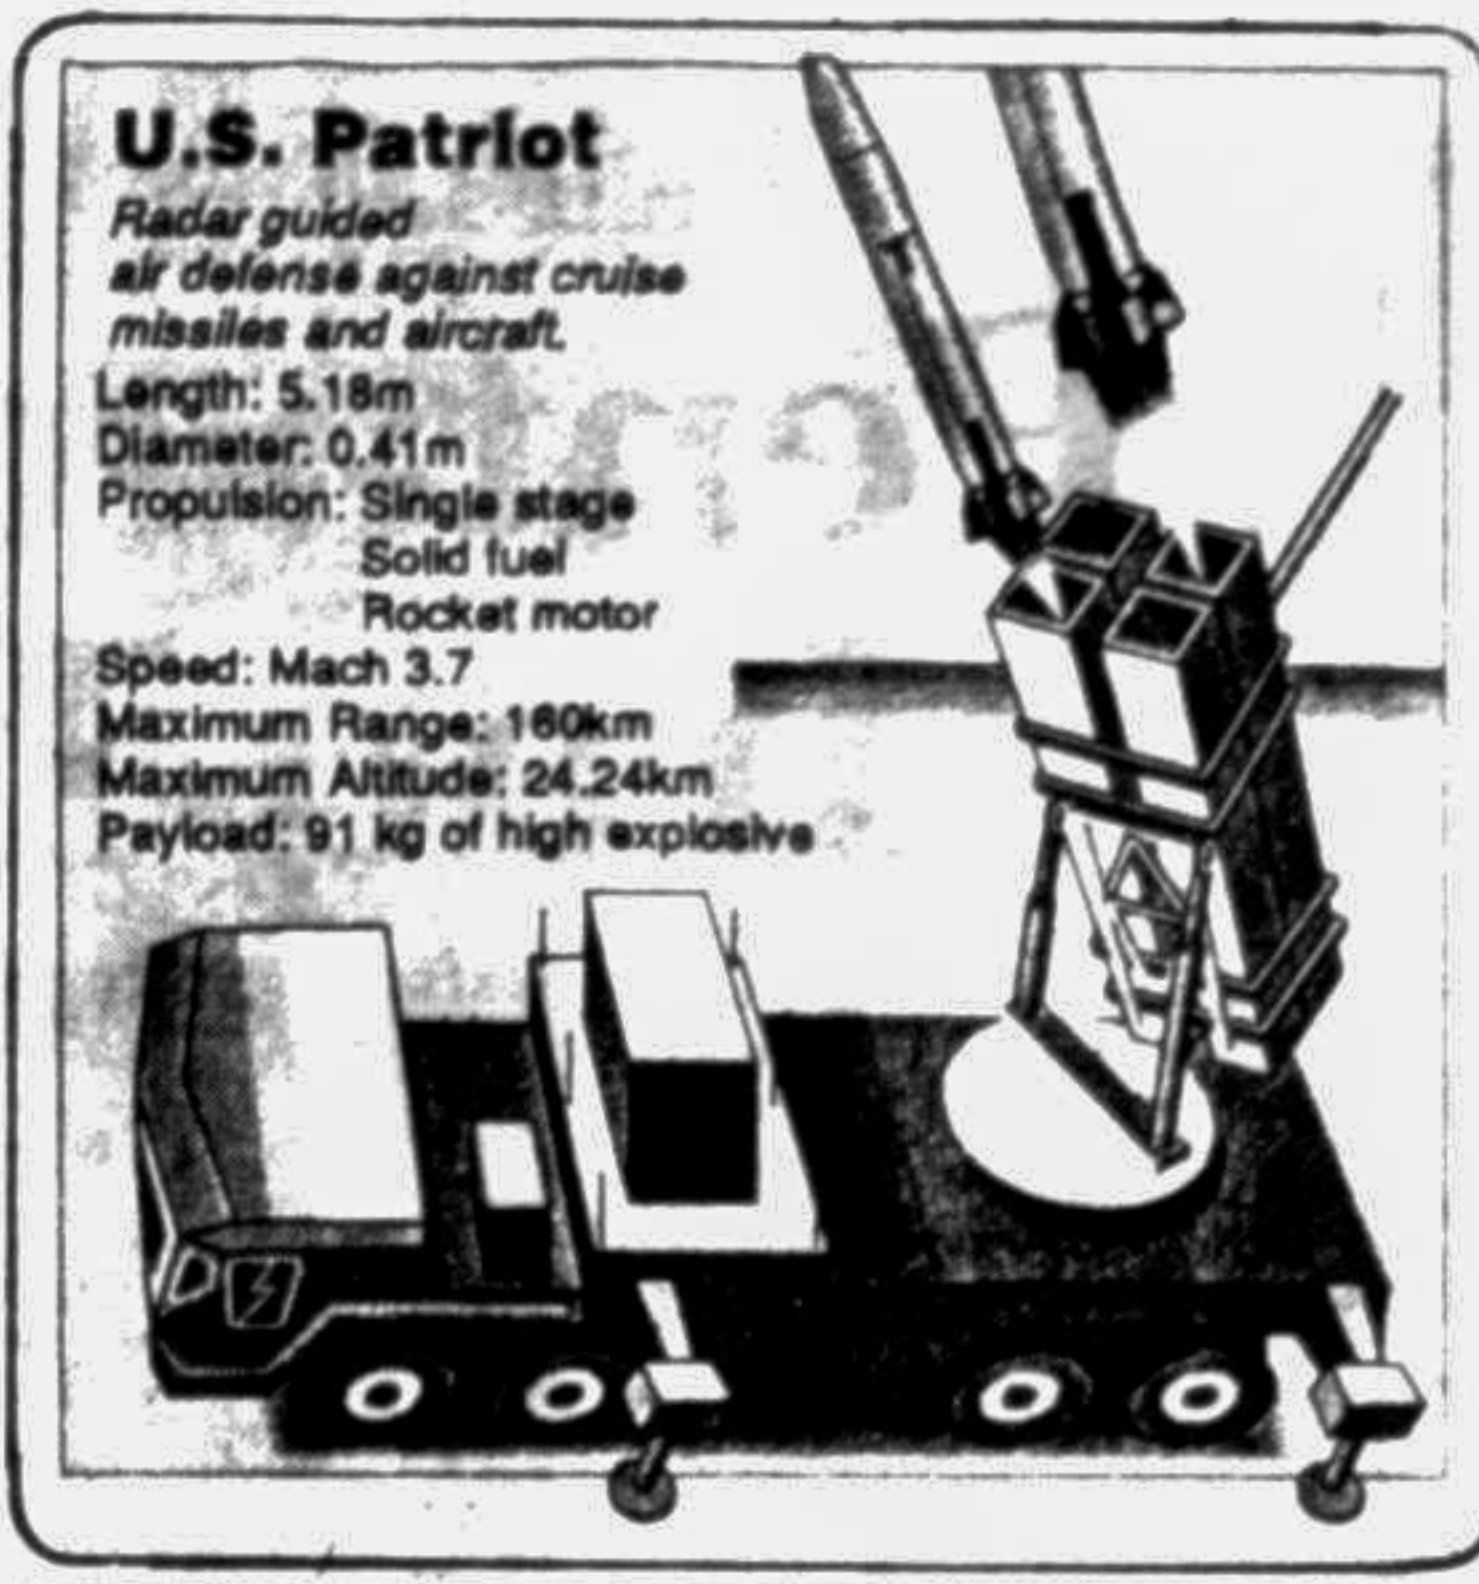 U.S. Patriot
Radar guided
air defense against cruise
missiles and aircraft.
Length: 5.18m
Diameter: 0.41m
Propulsion: Single stage
Solid fuel
Rocket motor
Speed: Mach 3.7
Maximum Range: 160km
Maximum Altitude: 24.24km
Payload: 91 kg of high explosive